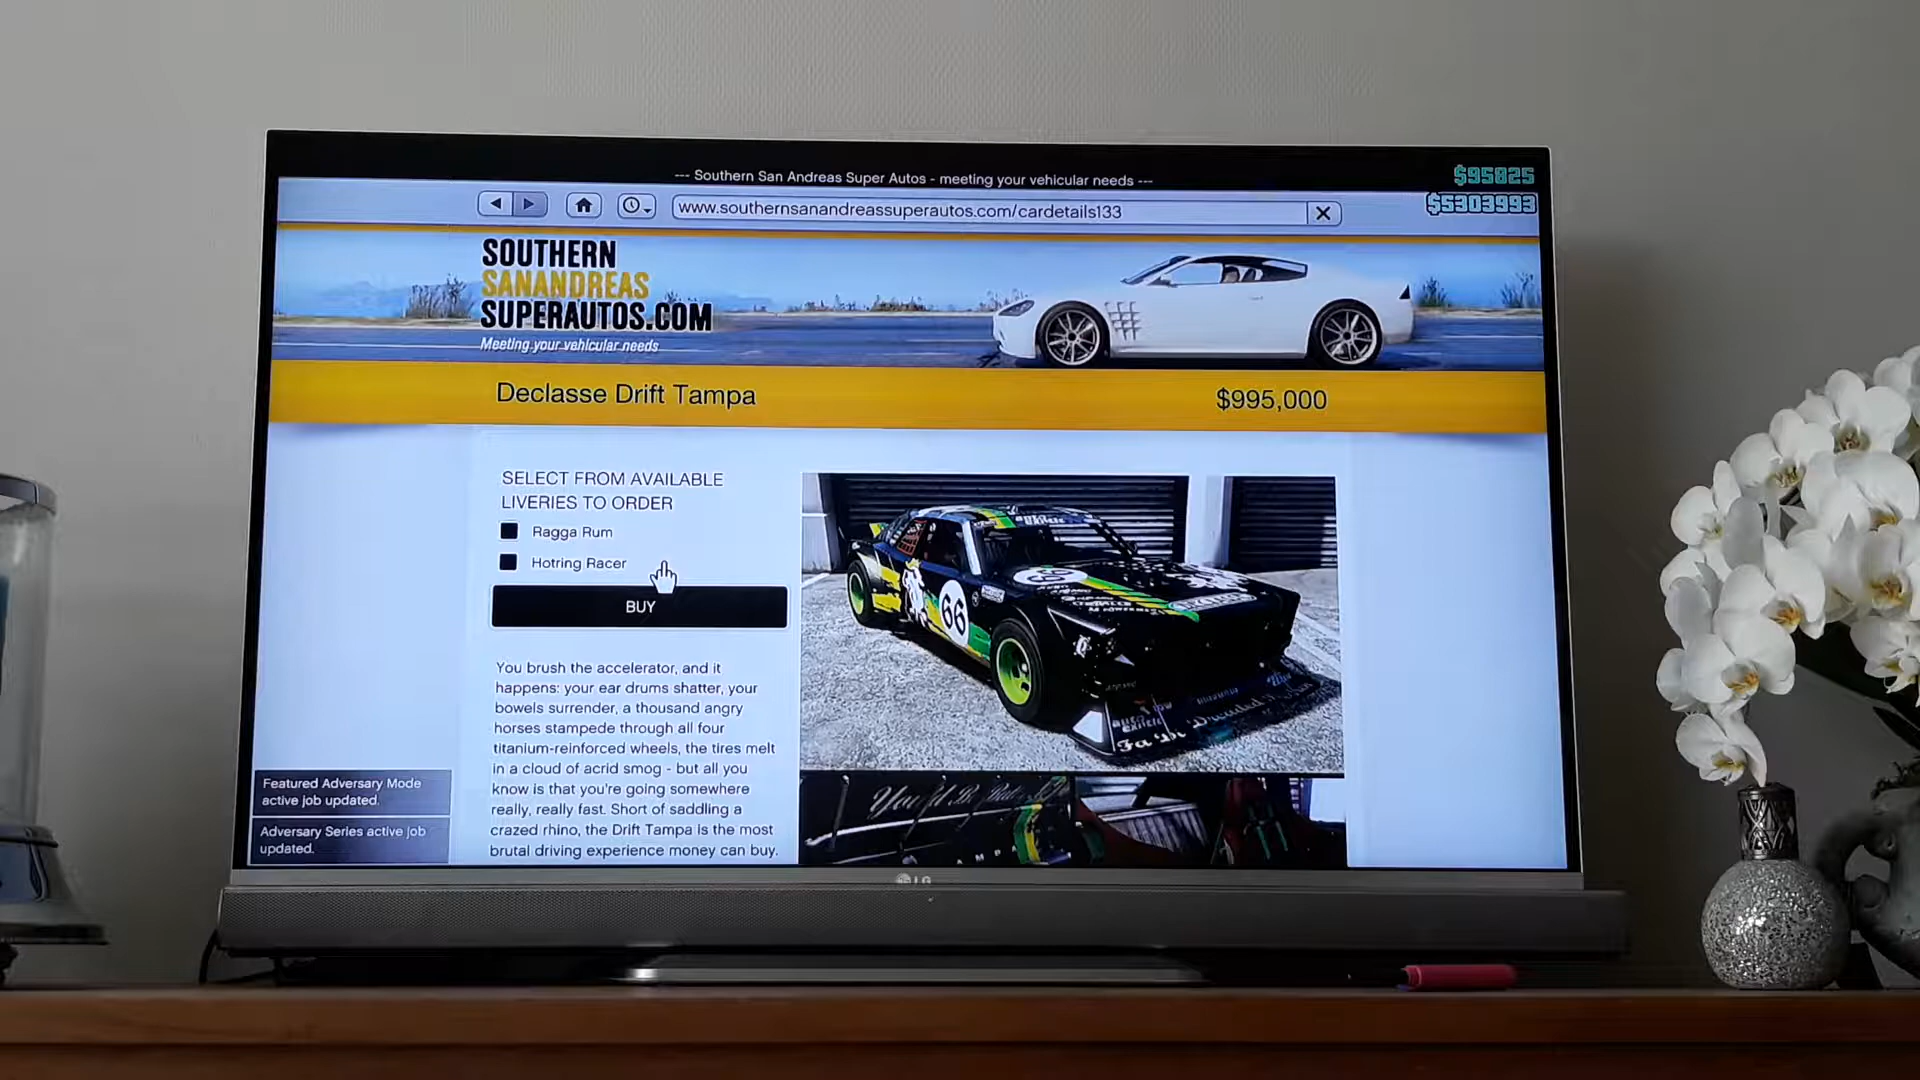 --- Southern San Andreas Super Autos - meeting your vehicular needs ---
$95825
$5303993
www.southernsanandreassuperautos.com/cardetails133
SOUTHERN
SANANDREAS
SUPERAUTOS.COM
Meeting your vehicular needs
Declasse Drift Tampa
$995,000
SELECT FROM AVAILABLE
LIVERIES TO ORDER
Ragga Rum
Hotring Racer
BUY
66
66
You brush the accelerator, and it
happens: your ear drums shatter, your
bowels surrender, a thousand angry
horses stampede through all four
titanium-reinforced wheels, the tires melt
in a cloud of acrid smog - but all you
know is that you're going somewhere
really, really fast. Short of saddling a
crazed rhino, the Drift Tampa is the most
brutal driving experience money can buy.
Featured Adversary Mode
active job updated.
Adversary Series active job
updated.
LG